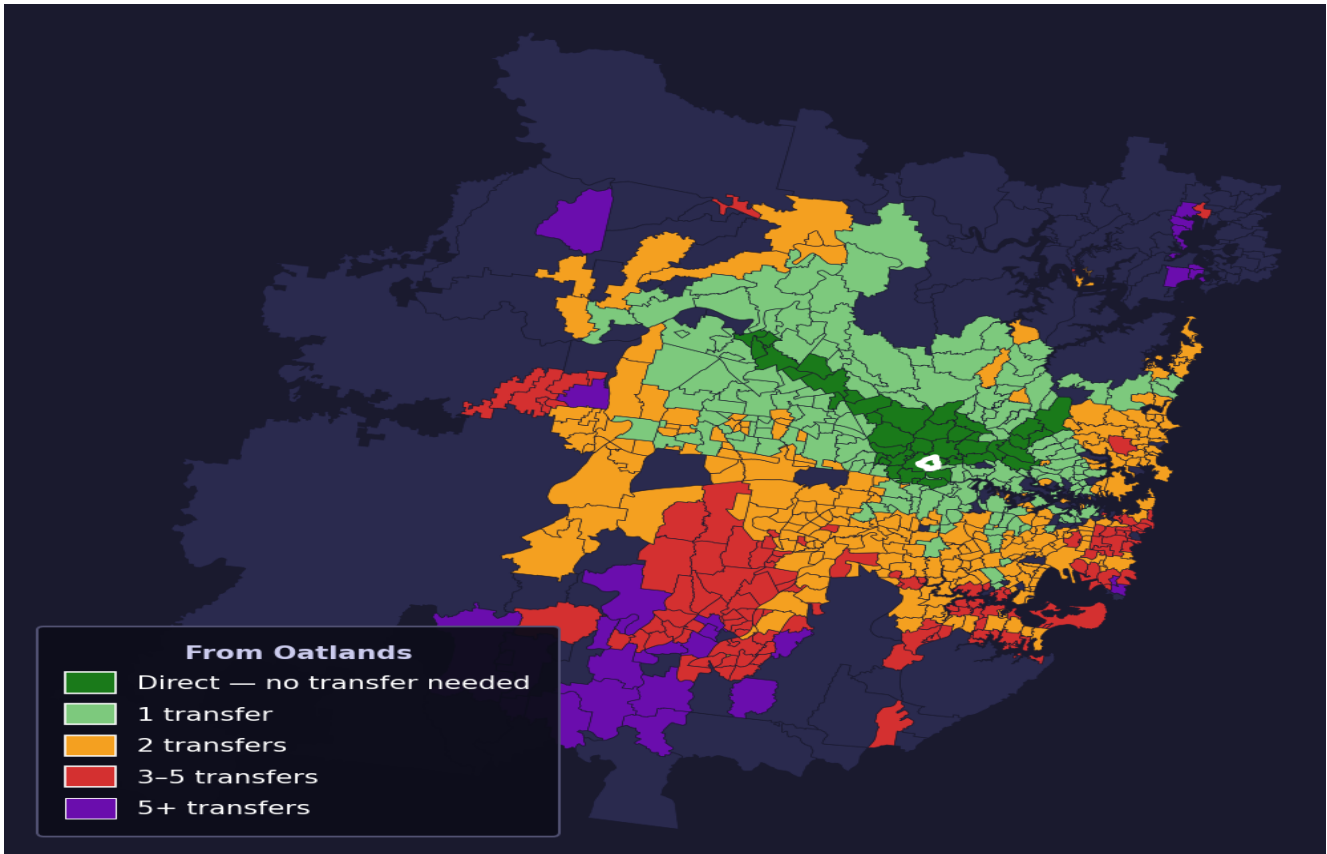 From Oatlands
Direct — no transfer needed
1 transfer
2 transfers
3–5 transfers
5+ transfers